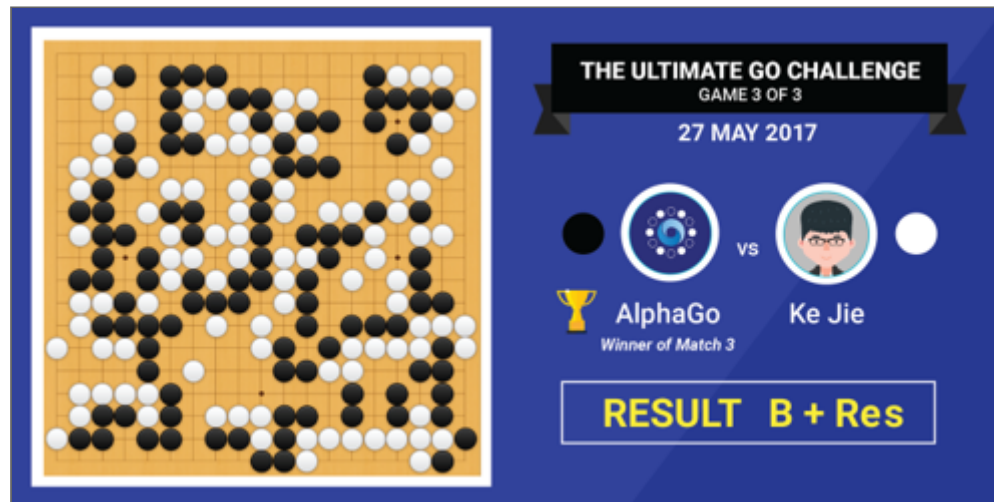 THE ULTIMATE GO CHALLENGE
GAME 3 OF 3
27 MAY 2017
vs
AlphaGo
Ke Jie
Winner of Match 3
RESULT B + Res